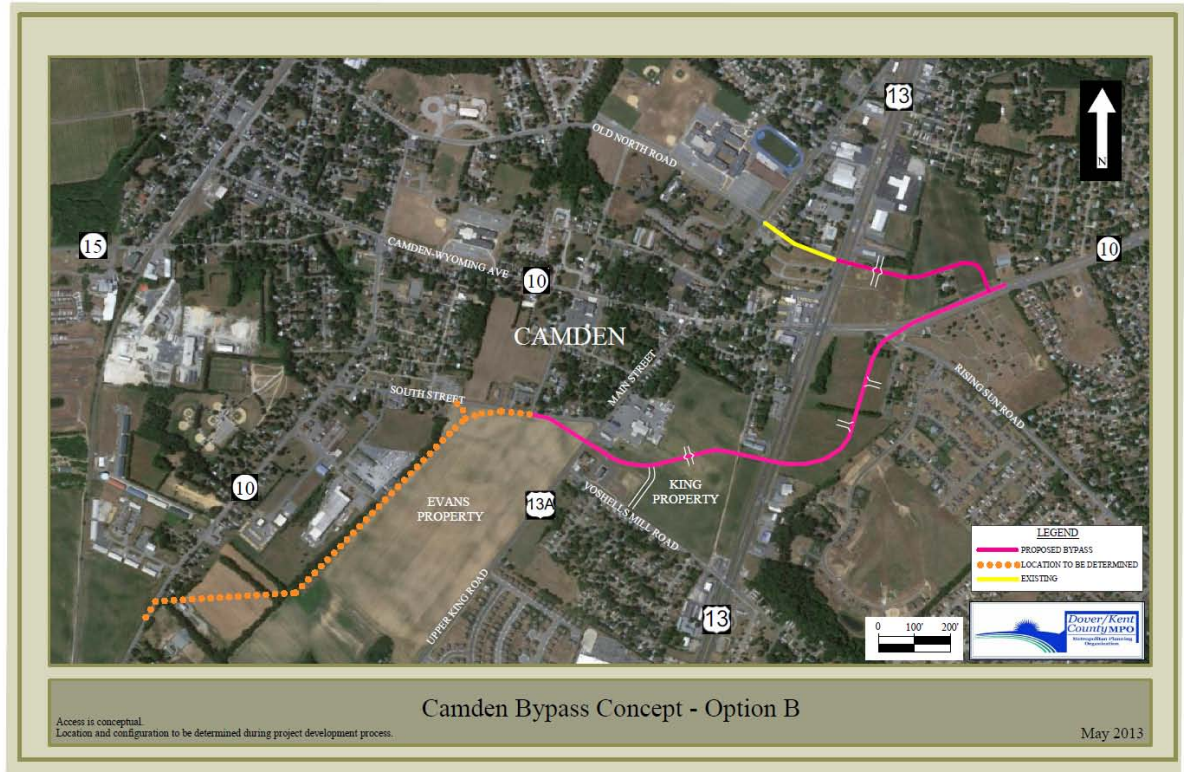 13
N
OLD NORTH ROAD
15
10
CAMDEN-WYOMING AVE
10
CAMDEN
MAIN STREET
RISING SUN ROAD
SOUTH STREET
10
EVANS
PROPERTY
13A
KING
PROPERTY
VOSHELLS MILL ROAD
UPPER KING ROAD
13
LEGEND
PROPOSED BYPASS
LOCATION TO BE DETERMINED
EXISTING
0 100' 200'
Dover/Kent
County MPO
Metropolitan Planning
Organization
Camden Bypass Concept - Option B
Access is conceptual.
Location and configuration to be determined during project development process.
May 2013